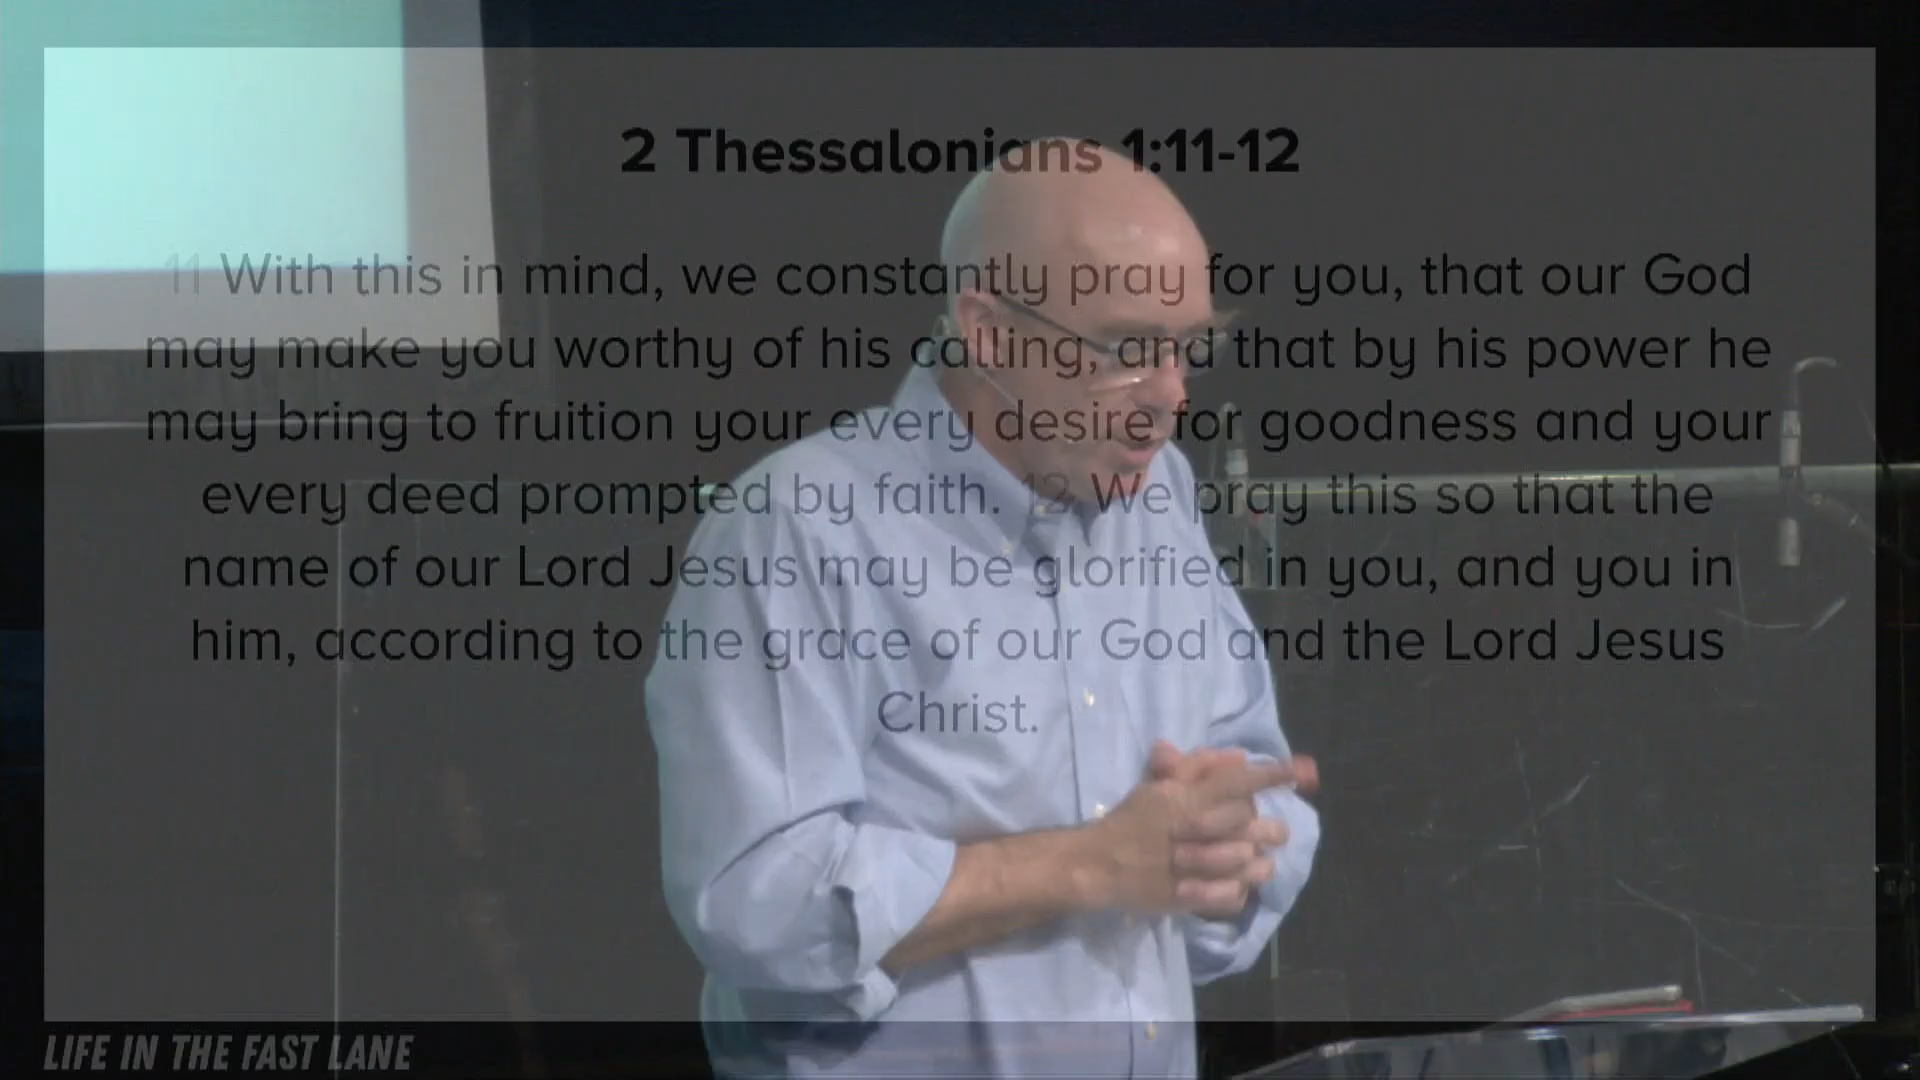 2 Thessalonians 1:11-12
11 With this in mind, we constantly pray for you, that our God
may make you worthy of his calling, and that by his power he
may bring to fruition your every desire for goodness and your
every deed prompted by faith. 12 We pray this so that the
name of our Lord Jesus may be glorified in you, and you in
him, according to the grace of our God and the Lord Jesus
Christ.
LIFE IN THE FAST LANE